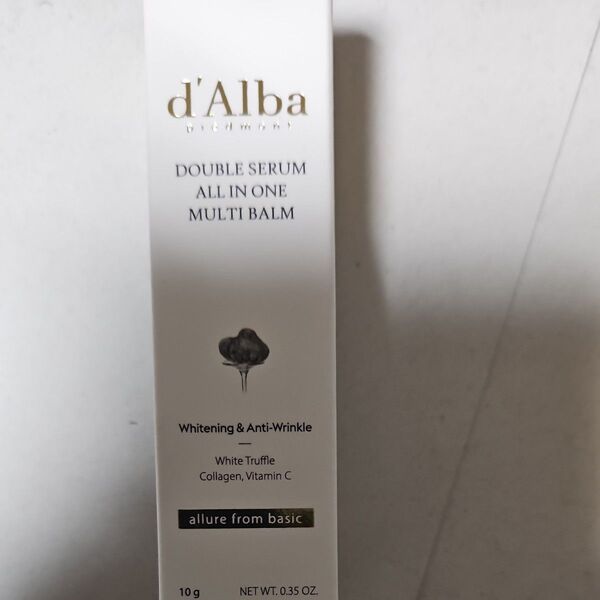 d'Alba
piedmont
DOUBLE SERUM
ALL IN ONE
MULTI BALM
Whitening & Anti-Wrinkle
White Truffle
Collagen, Vitamin C
allure from basic
10 g NET WT. 0.35 OZ.